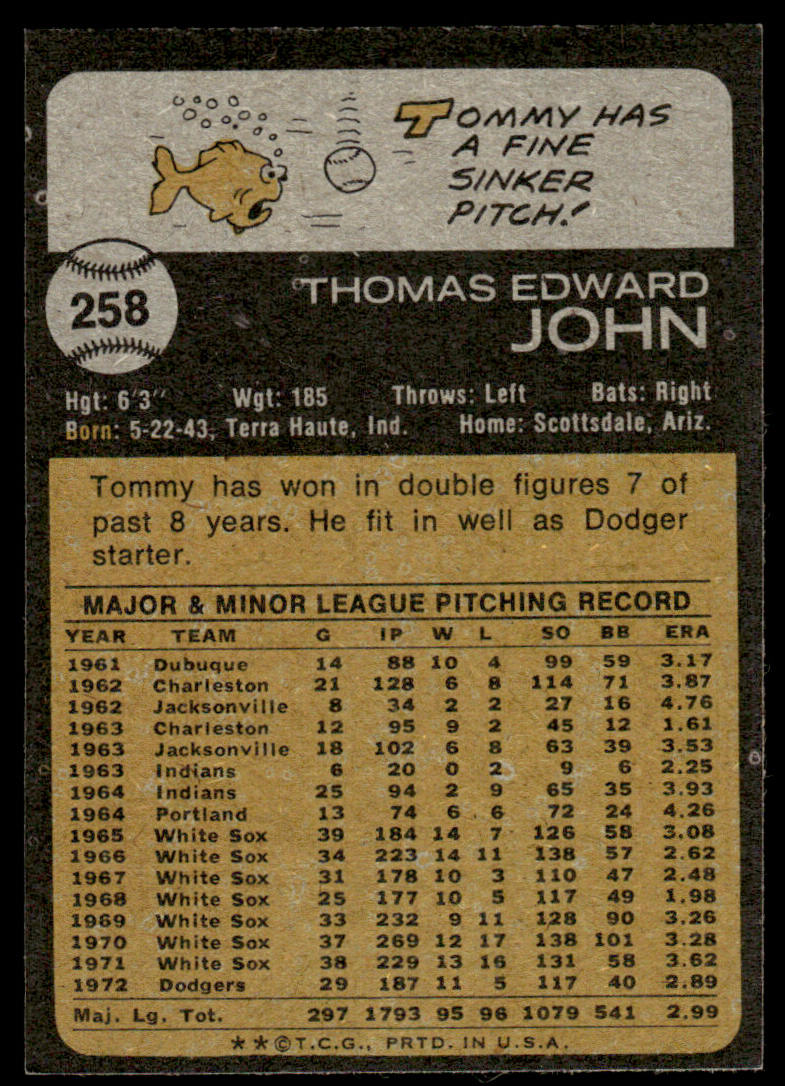 TOMMY HAS
A FINE
SINKER
PITCH!
258
THOMAS EDWARD
JOHN
Hgt: 6'3" Wgt: 185 Throws: Left Bats: Right
Born: 5-22-43, Terra Haute, Ind. Home: Scottsdale, Ariz.
Tommy has won in double figures 7 of
past 8 years. He fit in well as Dodger
starter.
MAJOR & MINOR LEAGUE PITCHING RECORD
YEAR TEAM G IP W L SO BB ERA
1961 Dubuque 14 88 10 4 99 59 3.17
1962 Charleston 21 128 6 8 114 71 3.87
1962 Jacksonville 8 34 2 2 27 16 4.76
1963 Charleston 12 95 9 2 45 12 1.61
1963 Jacksonville 18 102 6 8 63 39 3.53
1963 Indians 6 20 0 2 9 6 2.25
1964 Indians 25 94 2 9 65 35 3.93
1964 Portland 13 74 6 6 72 24 4.26
1965 White Sox 39 184 14 7 126 58 3.08
1966 White Sox 34 223 14 11 138 57 2.62
1967 White Sox 31 178 10 3 110 47 2.48
1968 White Sox 25 177 10 5 117 49 1.98
1969 White Sox 33 232 9 11 128 90 3.26
1970 White Sox 37 269 12 17 138 101 3.28
1971 White Sox 38 229 13 16 131 58 3.62
1972 Dodgers 29 187 11 5 117 40 2.89
Maj. Lg. Tot. 297 1793 95 96 1079 541 2.99
**©T.C.G., PRTD. IN U.S.A.